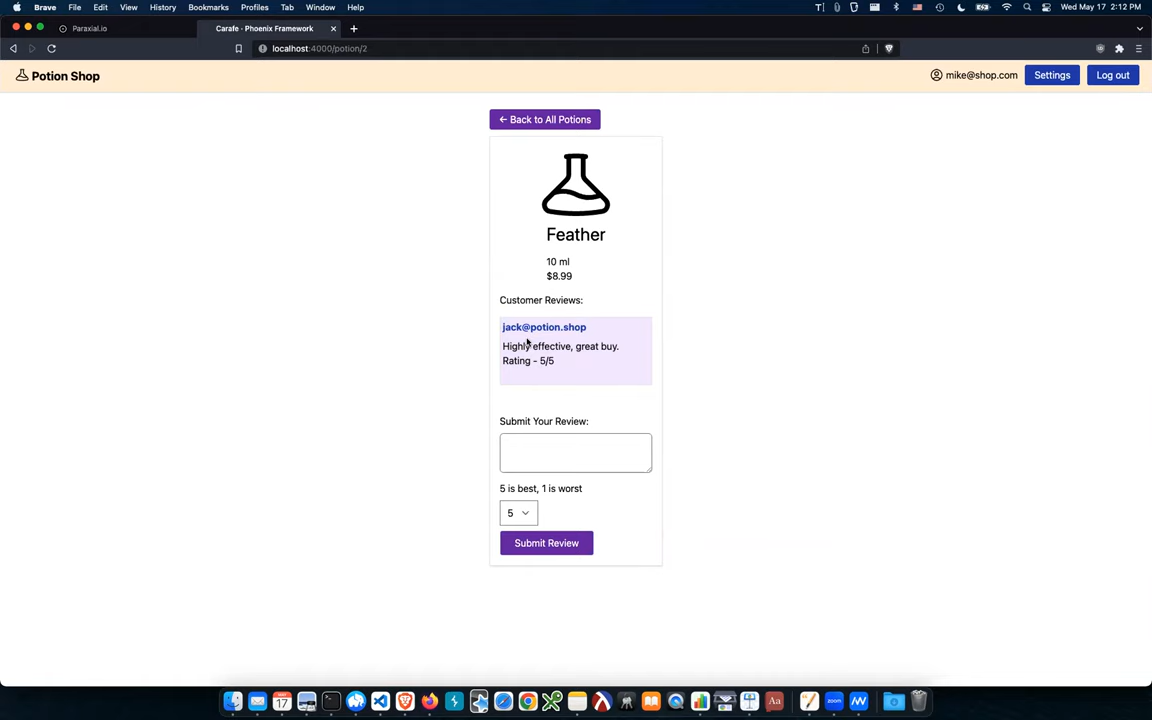 Brave File Edit View History Bookmarks Profiles Tab Window Help Wed May 17 2:12 PM
Paraxial.io Carafe · Phoenix Framework
localhost:4000/potion/2
Potion Shop mike@shop.com Settings Log out
← Back to All Potions
Feather
10 ml
$8.99
Customer Reviews:
jack@potion.shop
Highly effective, great buy.
Rating - 5/5
Submit Your Review:
5 is best, 1 is worst
5
Submit Review